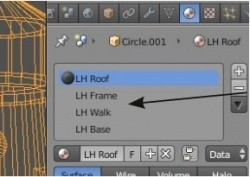 Circle.001 LH Roof
LH Roof
LH Frame
LH Walk
LH Base
LH Roof F Data
Surface Wire Volume Halo